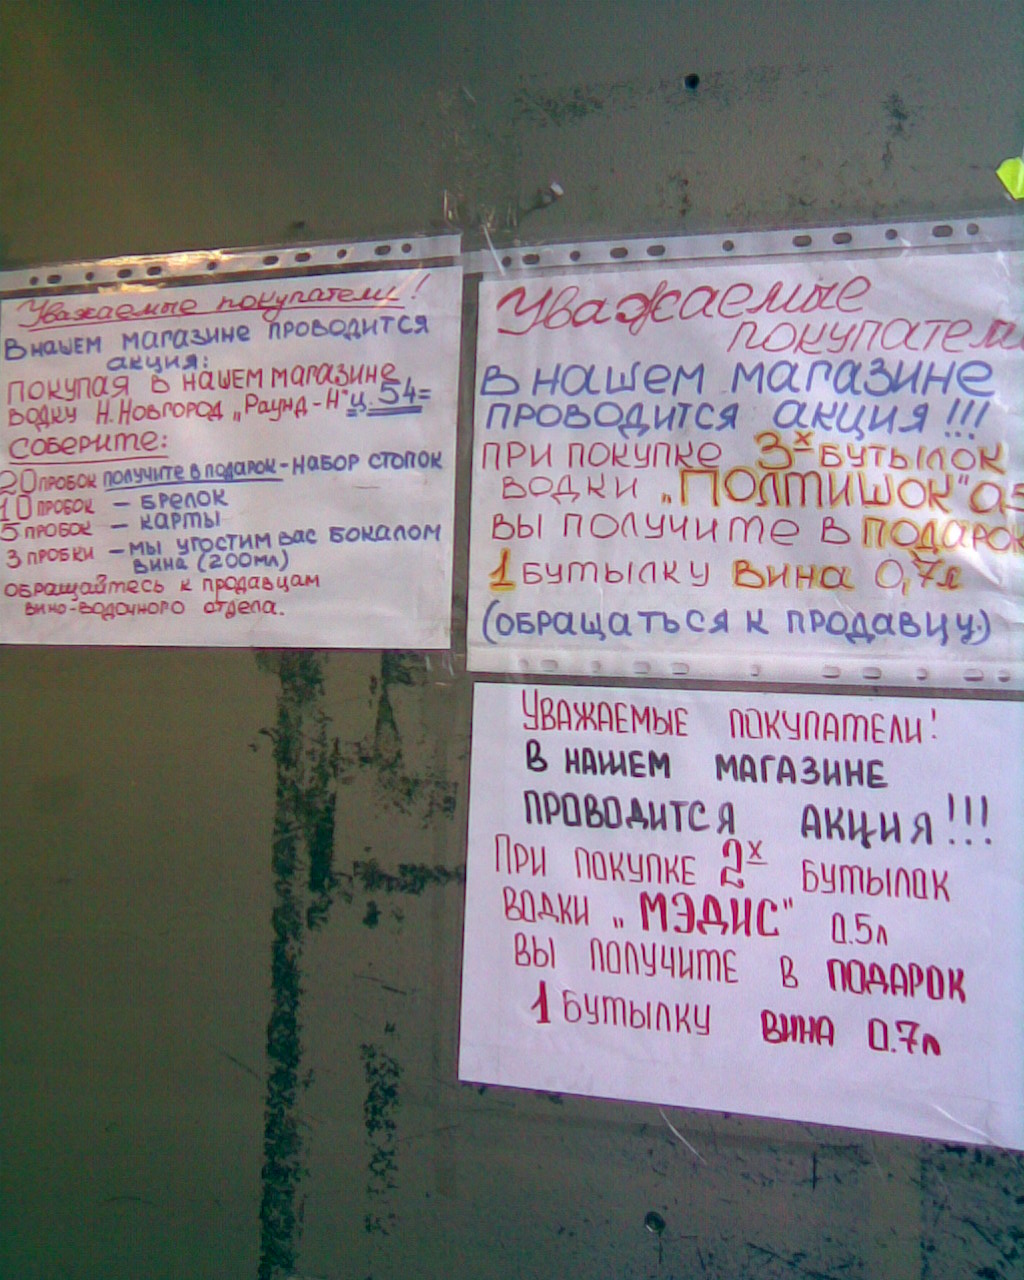 Уважаемые покупатели!
В нашем магазине проводится
акция:
покупая в нашем магазине
водку Н.Новгород „Раунд-Н" ц. 54=
соберите:
20 пробок получите в подарок - набор стопок
10 пробок - брелок
5 пробок - карты
3 пробки - мы угостим вас бокалом
вина (200мл)
обращайтесь к продавцам
вино-водочного отдела.
Уважаемые
покупател
в нашем магазине
проводится акция!!!
при покупке 3х бутылок
водки „Полтишок" 0,5
вы получите в подарок
1 бутылку вина 0,7л
(обращаться к продавцу.)
Уважаемые покупатели!
в нашем магазине
проводится акция!!!
При покупке 2х бутылок
водки „МЭДИС" 0.5л
вы получите в подарок
1 бутылку вина 0.7л